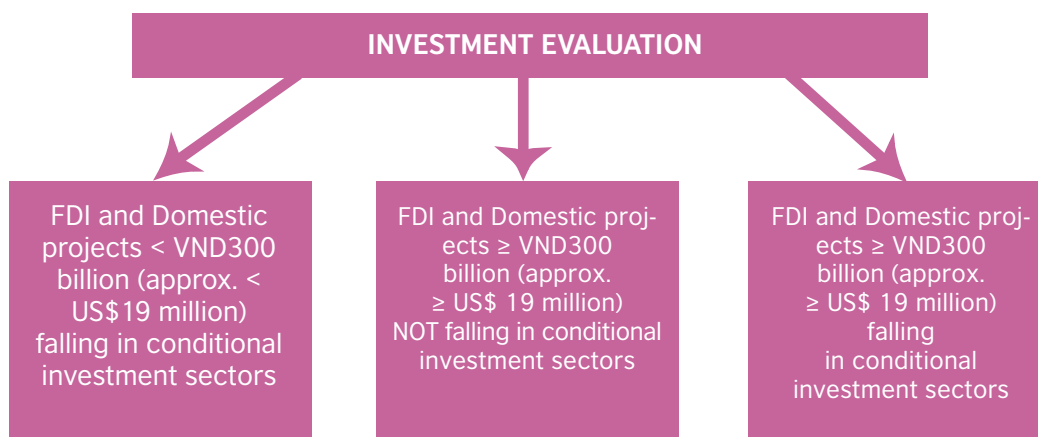 INVESTMENT EVALUATION
FDI and Domestic
projects < VND300
billion (approx. <
US$19 million)
falling in conditional
investment sectors
FDI and Domestic proj-
ects ≥ VND300
billion (approx.
≥ US$ 19 million)
NOT falling in conditional
investment sectors
FDI and Domestic proj-
ects ≥ VND300
billion (approx.
≥ US$ 19 million)
falling
in conditional
investment sectors